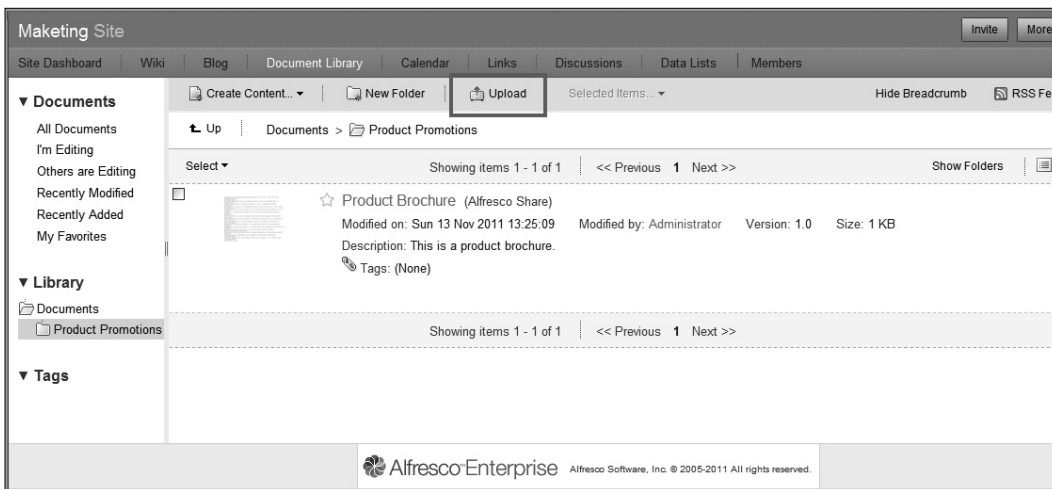 Maketing Site
Invite
More
Site Dashboard Wiki Blog Document Library Calendar Links Discussions Data Lists Members
Create Content... New Folder Upload Selected Items... Hide Breadcrumb RSS Fe
Up Documents > Product Promotions
Select Showing items 1 - 1 of 1 << Previous 1 Next >> Show Folders
Documents
All Documents
I'm Editing
Others are Editing
Recently Modified
Recently Added
My Favorites
Library
Documents
Product Promotions
Tags
Product Brochure (Alfresco Share)
Modified on: Sun 13 Nov 2011 13:25:09 Modified by: Administrator Version: 1.0 Size: 1 KB
Description: This is a product brochure.
Tags: (None)
Showing items 1 - 1 of 1 << Previous 1 Next >>
Alfresco Enterprise Alfresco Software, Inc. © 2005-2011 All rights reserved.